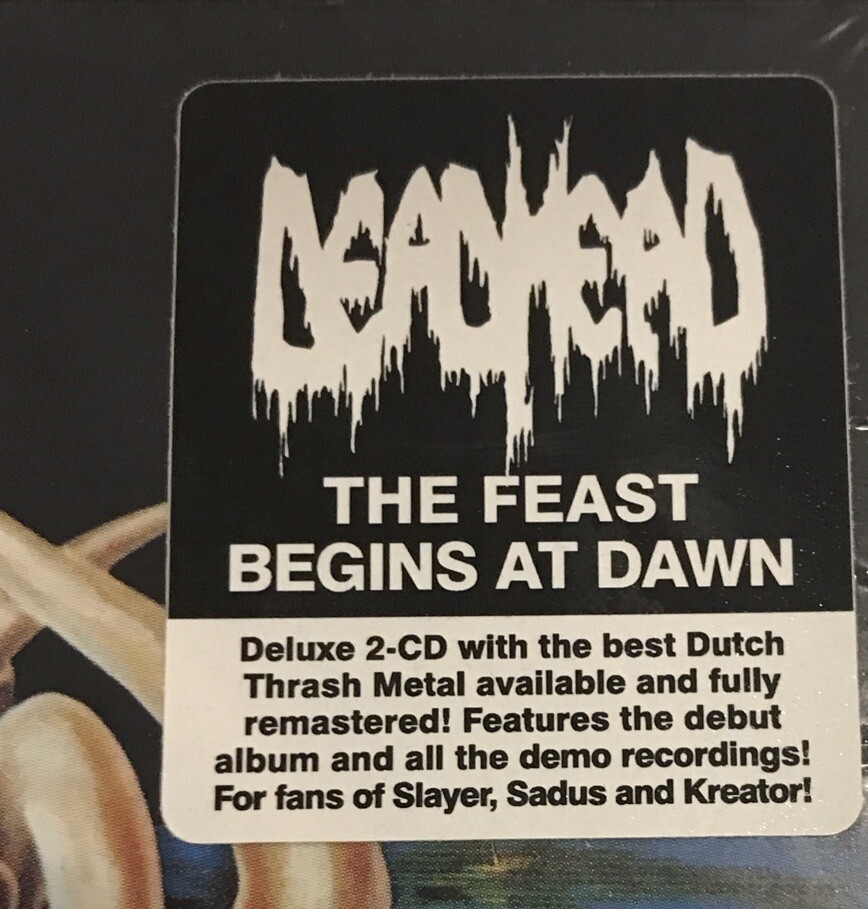 DEADHEAD
THE FEAST
BEGINS AT DAWN
Deluxe 2-CD with the best Dutch
Thrash Metal available and fully
remastered! Features the debut
album and all the demo recordings!
For fans of Slayer, Sadus and Kreator!